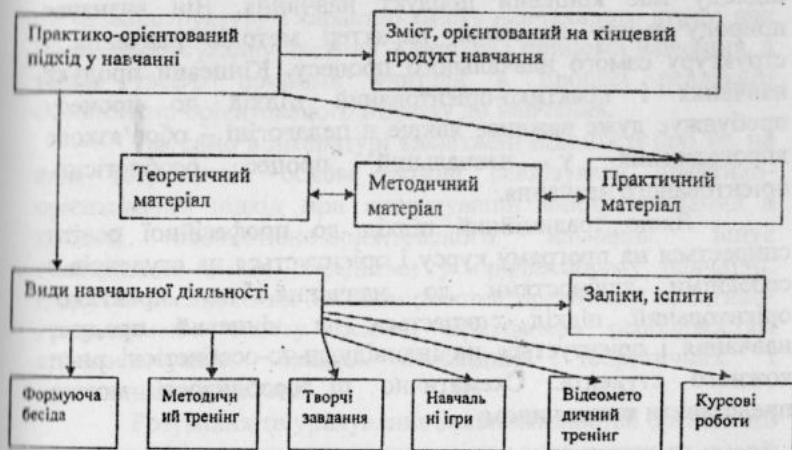 Практико-орієнтований
підхід у навчанні
Зміст, орієнтований на кінцевий
продукт навчання
Теоретичний
матеріал
Методичний
матеріал
Практичний
матеріал
Види навчальної діяльності
Заліки, іспити
Формуюча
бесіда
Методичн
ий тренінг
Творчі
завдання
Навчаль
ні ігри
Відеомето
дичний
тренінг
Курсові
роботи